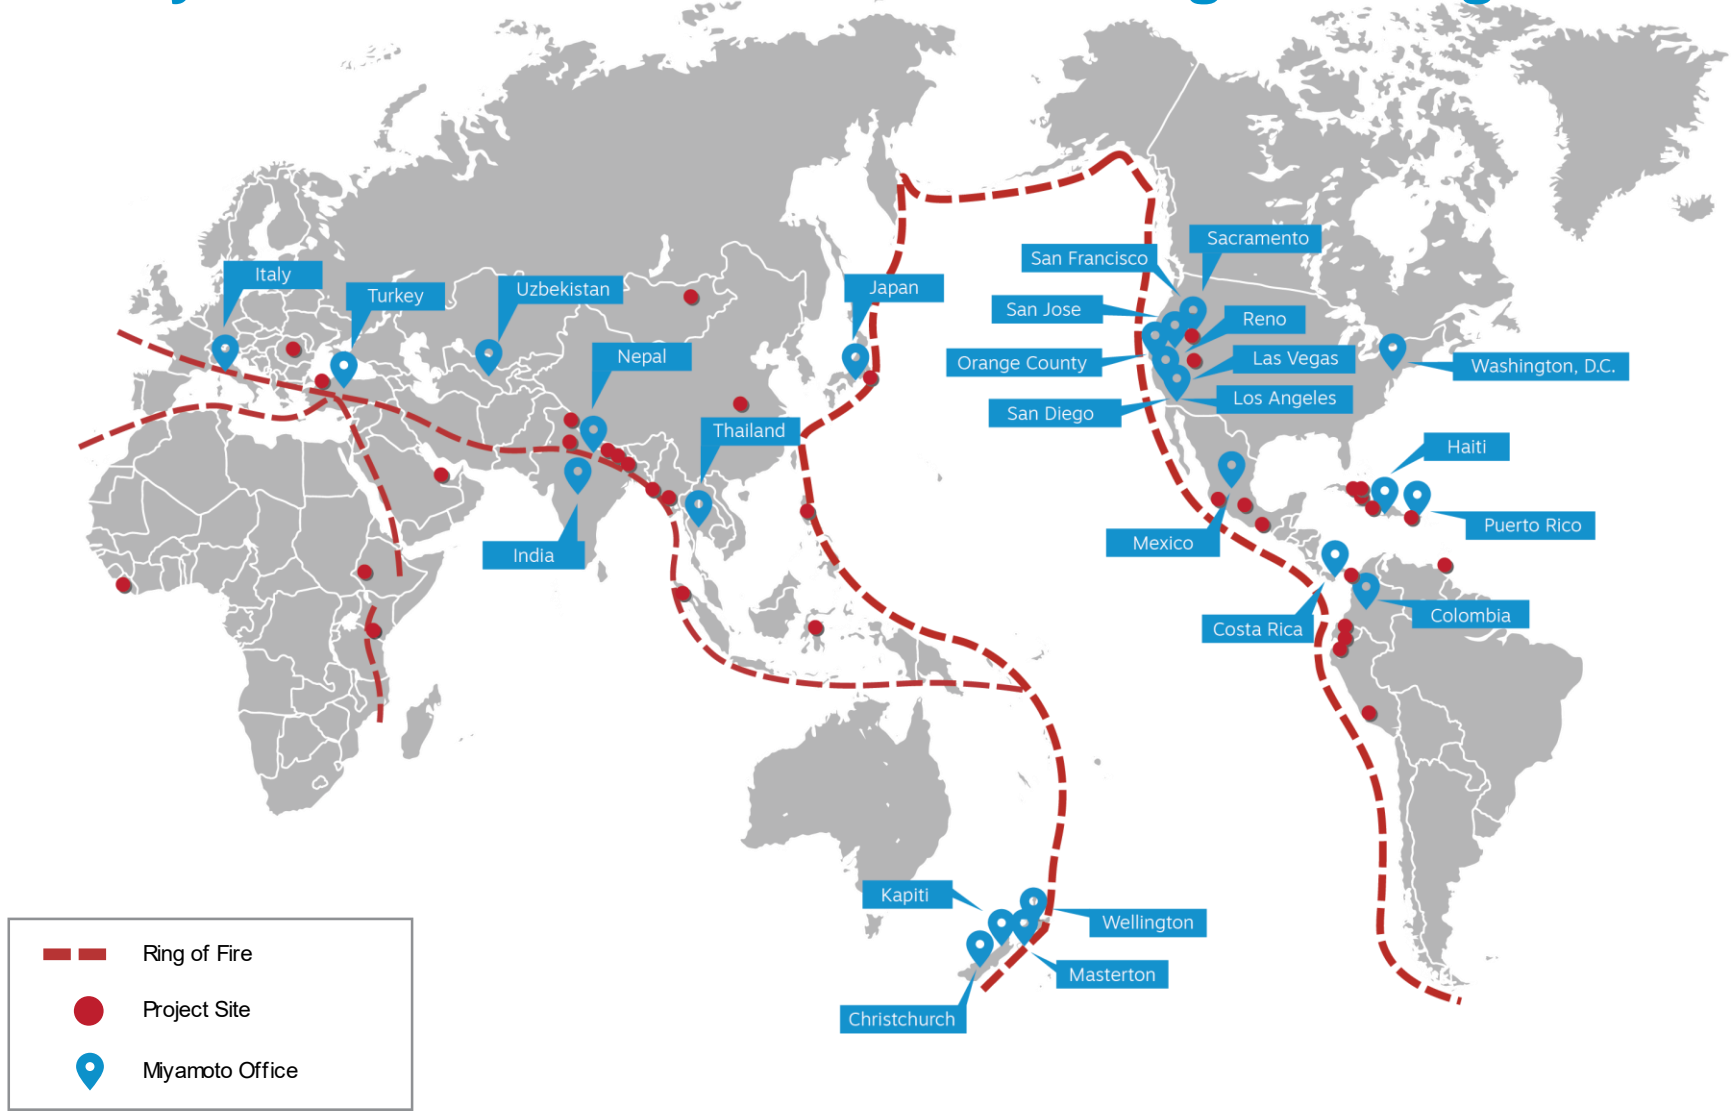 Italy
Turkey
Uzbekistan
Nepal
Thailand
India
Japan
San Francisco
Sacramento
San Jose
Reno
Orange County
Las Vegas
San Diego
Los Angeles
Washington, D.C.
Haiti
Puerto Rico
Mexico
Costa Rica
Colombia
Kapiti
Wellington
Masterton
Christchurch
Ring of Fire
Project Site
Miyamoto Office